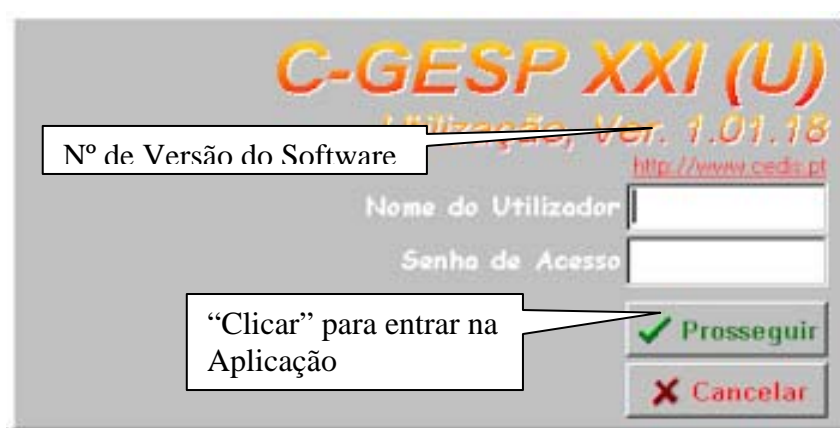 C-GESP XXI (U)
Utilização, Ver. 1.01.18
Nº de Versão do Software
http://www.cedis.pt
Nome do Utilizador
Senha de Acesso
“Clicar” para entrar na
Aplicação
Prosseguir
Cancelar